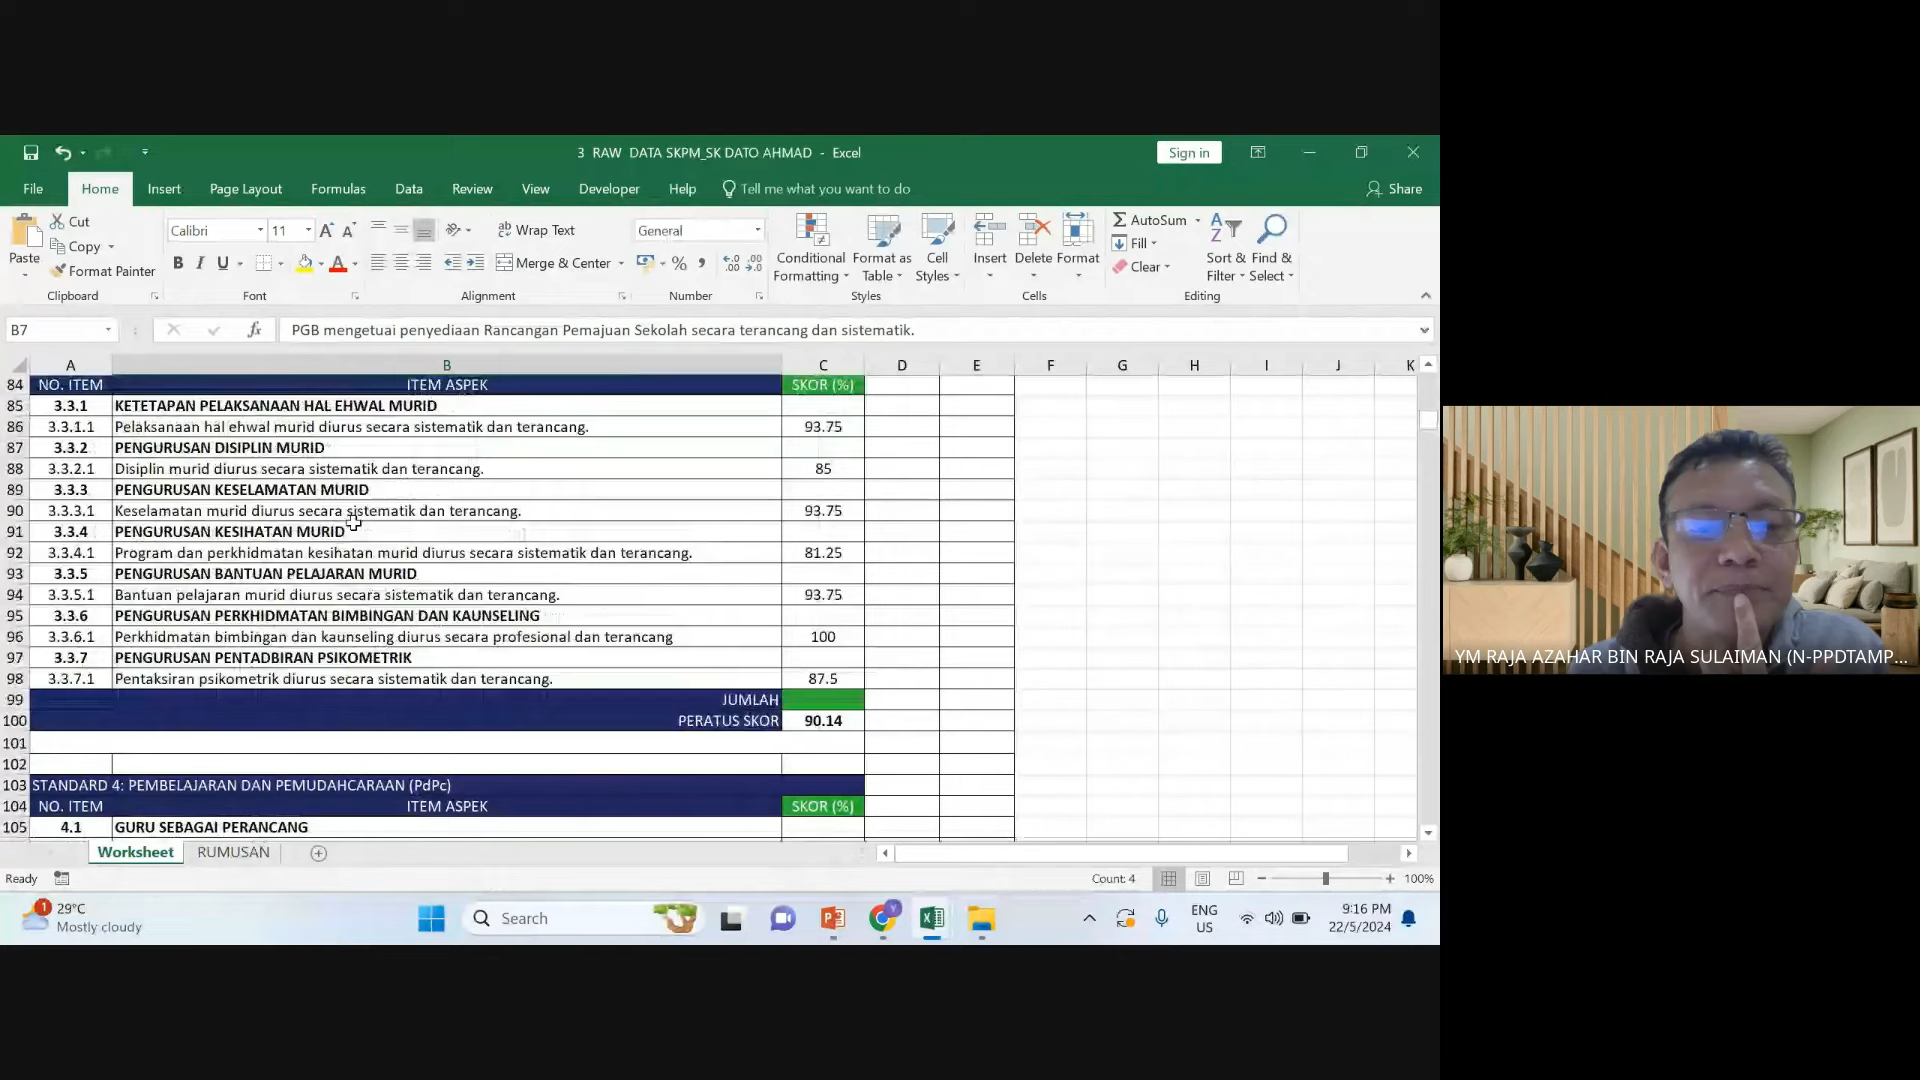 3 RAW DATA SKPM_SK DATO AHMAD - Excel
Sign in
File Home Insert Page Layout Formulas Data Review View Developer Help Tell me what you want to do Share
Paste
Cut
Copy
Format Painter
Calibri 11
Wrap Text
Merge & Center
General
Conditional Formatting
Format as Table
Cell Styles
Insert Delete Format
AutoSum
Fill
Clear
Sort & Filter
Find & Select
Clipboard Font Alignment Number Styles Cells Editing
B7 fx PGB mengetuai penyediaan Rancangan Pemajuan Sekolah secara terancang dan sistematik.
A B C D E F G H I J K
84 NO. ITEM ITEM ASPEK SKOR (%)
85 3.3.1 KETETAPAN PELAKSANAAN HAL EHWAL MURID
86 3.3.1.1 Pelaksanaan hal ehwal murid diurus secara sistematik dan terancang. 93.75
87 3.3.2 PENGURUSAN DISIPLIN MURID
88 3.3.2.1 Disiplin murid diurus secara sistematik dan terancang. 85
89 3.3.3 PENGURUSAN KESELAMATAN MURID
90 3.3.3.1 Keselamatan murid diurus secara sistematik dan terancang. 93.75
91 3.3.4 PENGURUSAN KESIHATAN MURID
92 3.3.4.1 Program dan perkhidmatan kesihatan murid diurus secara sistematik dan terancang. 81.25
93 3.3.5 PENGURUSAN BANTUAN PELAJARAN MURID
94 3.3.5.1 Bantuan pelajaran murid diurus secara sistematik dan terancang. 93.75
95 3.3.6 PENGURUSAN PERKHIDMATAN BIMBINGAN DAN KAUNSELING
96 3.3.6.1 Perkhidmatan bimbingan dan kaunseling diurus secara profesional dan terancang 100
97 3.3.7 PENGURUSAN PENTADBIRAN PSIKOMETRIK
98 3.3.7.1 Pentaksiran psikometrik diurus secara sistematik dan terancang. 87.5
99 JUMLAH
100 PERATUS SKOR 90.14
101
102
103 STANDARD 4: PEMBELAJARAN DAN PEMUDAHCARAAN (PdPc)
104 NO. ITEM ITEM ASPEK SKOR (%)
105 4.1 GURU SEBAGAI PERANCANG
Worksheet RUMUSAN
Ready Count: 4 100%
1 29°C
Mostly cloudy
Search
ENG
US
9:16 PM
22/5/2024
YM RAJA AZAHAR BIN RAJA SULAIMAN (N-PPDTAMP...